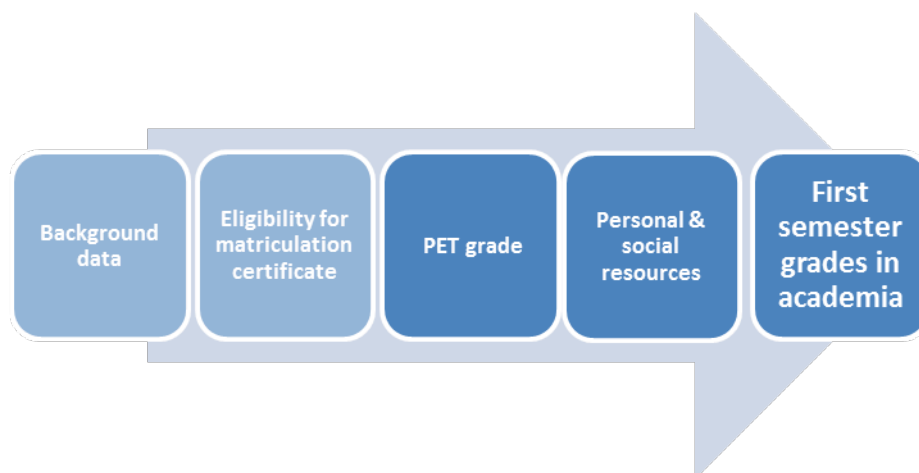 Background
data
Eligibility for
matriculation
certificate
PET grade
Personal &
social
resources
First
semester
grades in
academia